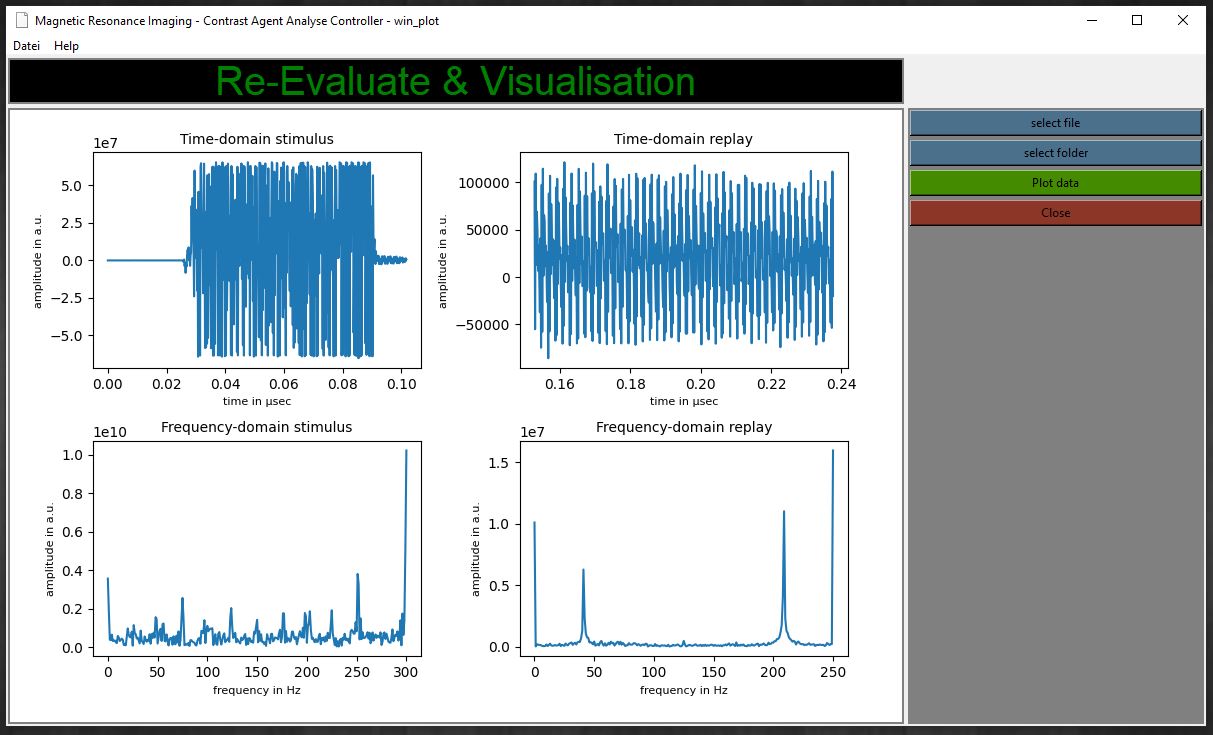 Magnetic Resonance Imaging - Contrast Agent Analyse Controller - win_plot
Datei Help
Re-Evaluate & Visualisation
select file
select folder
Plot data
Close
Time-domain stimulus
1e7
5.0
2.5
0.0
−2.5
−5.0
amplitude in a.u.
0.00 0.02 0.04 0.06 0.08 0.10
time in µsec
Time-domain replay
100000
50000
0
−50000
amplitude in a.u.
0.16 0.18 0.20 0.22 0.24
time in µsec
Frequency-domain stimulus
1e10
1.0
0.8
0.6
0.4
0.2
0.0
amplitude in a.u.
0 50 100 150 200 250 300
frequency in Hz
Frequency-domain replay
1e7
1.5
1.0
0.5
0.0
amplitude in a.u.
0 50 100 150 200 250
frequency in Hz